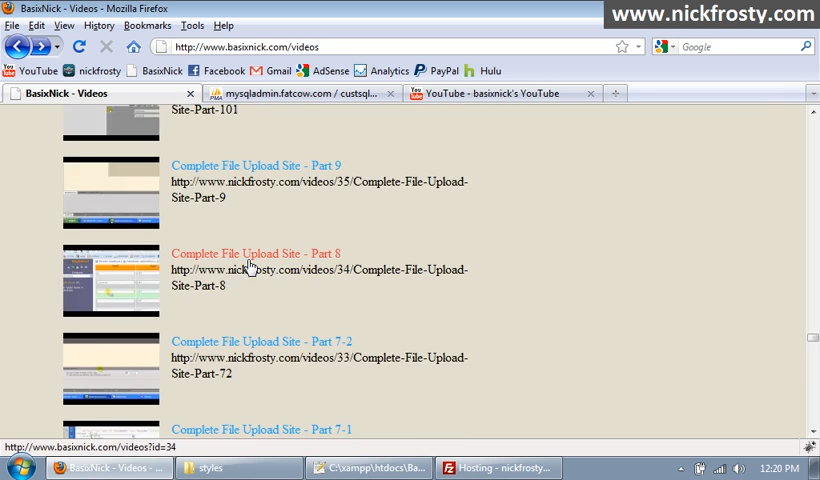 BasixNick - Videos - Mozilla Firefox
www.nickfrosty.com
File Edit View History Bookmarks Tools Help
http://www.basixnick.com/videos
Google
YouTube nickfrosty BasixNick Facebook Gmail AdSense Analytics PayPal Hulu
BasixNick - Videos
mysqladmin.fatcow.com / custsql...
YouTube - basixnick's YouTube
Site-Part-101
Complete File Upload Site - Part 9
http://www.nickfrosty.com/videos/35/Complete-File-Upload-
Site-Part-9
Complete File Upload Site - Part 8
http://www.nickfrosty.com/videos/34/Complete-File-Upload-
Site-Part-8
Complete File Upload Site - Part 7-2
http://www.nickfrosty.com/videos/33/Complete-File-Upload-
Site-Part-72
Complete File Upload Site - Part 7-1
http://www.basixnick.com/videos?id=34
BasixNick - Videos - ...
styles
C:\xampp\htdocs\Ba...
Hosting - nickfrosty...
12:20 PM